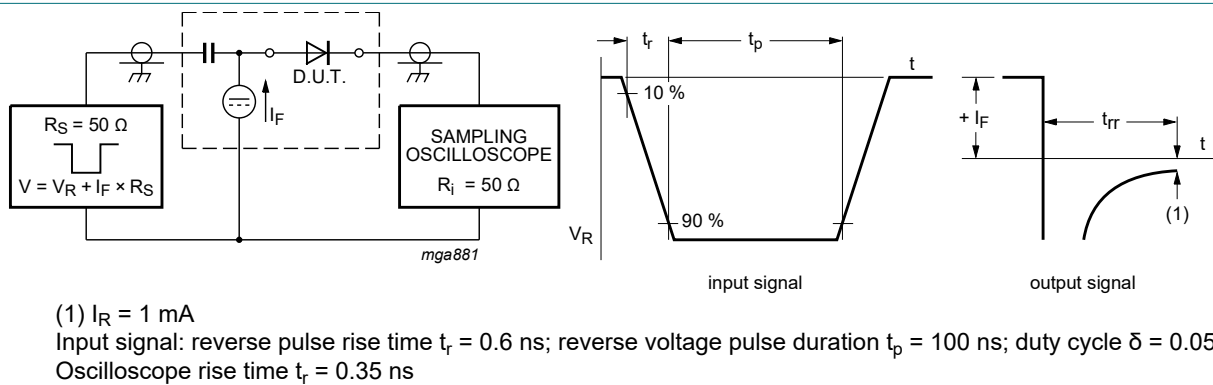 D.U.T.
I_F
R_S = 50 Ω
V = V_R + I_F × R_S
SAMPLING
OSCILLOSCOPE
R_i = 50 Ω
mga881
t_r
t_p
t
10 %
90 %
V_R
input signal
+ I_F
t_rr
t
(1)
output signal
(1) I_R = 1 mA
Input signal: reverse pulse rise time t_r = 0.6 ns; reverse voltage pulse duration t_p = 100 ns; duty cycle δ = 0.05
Oscilloscope rise time t_r = 0.35 ns